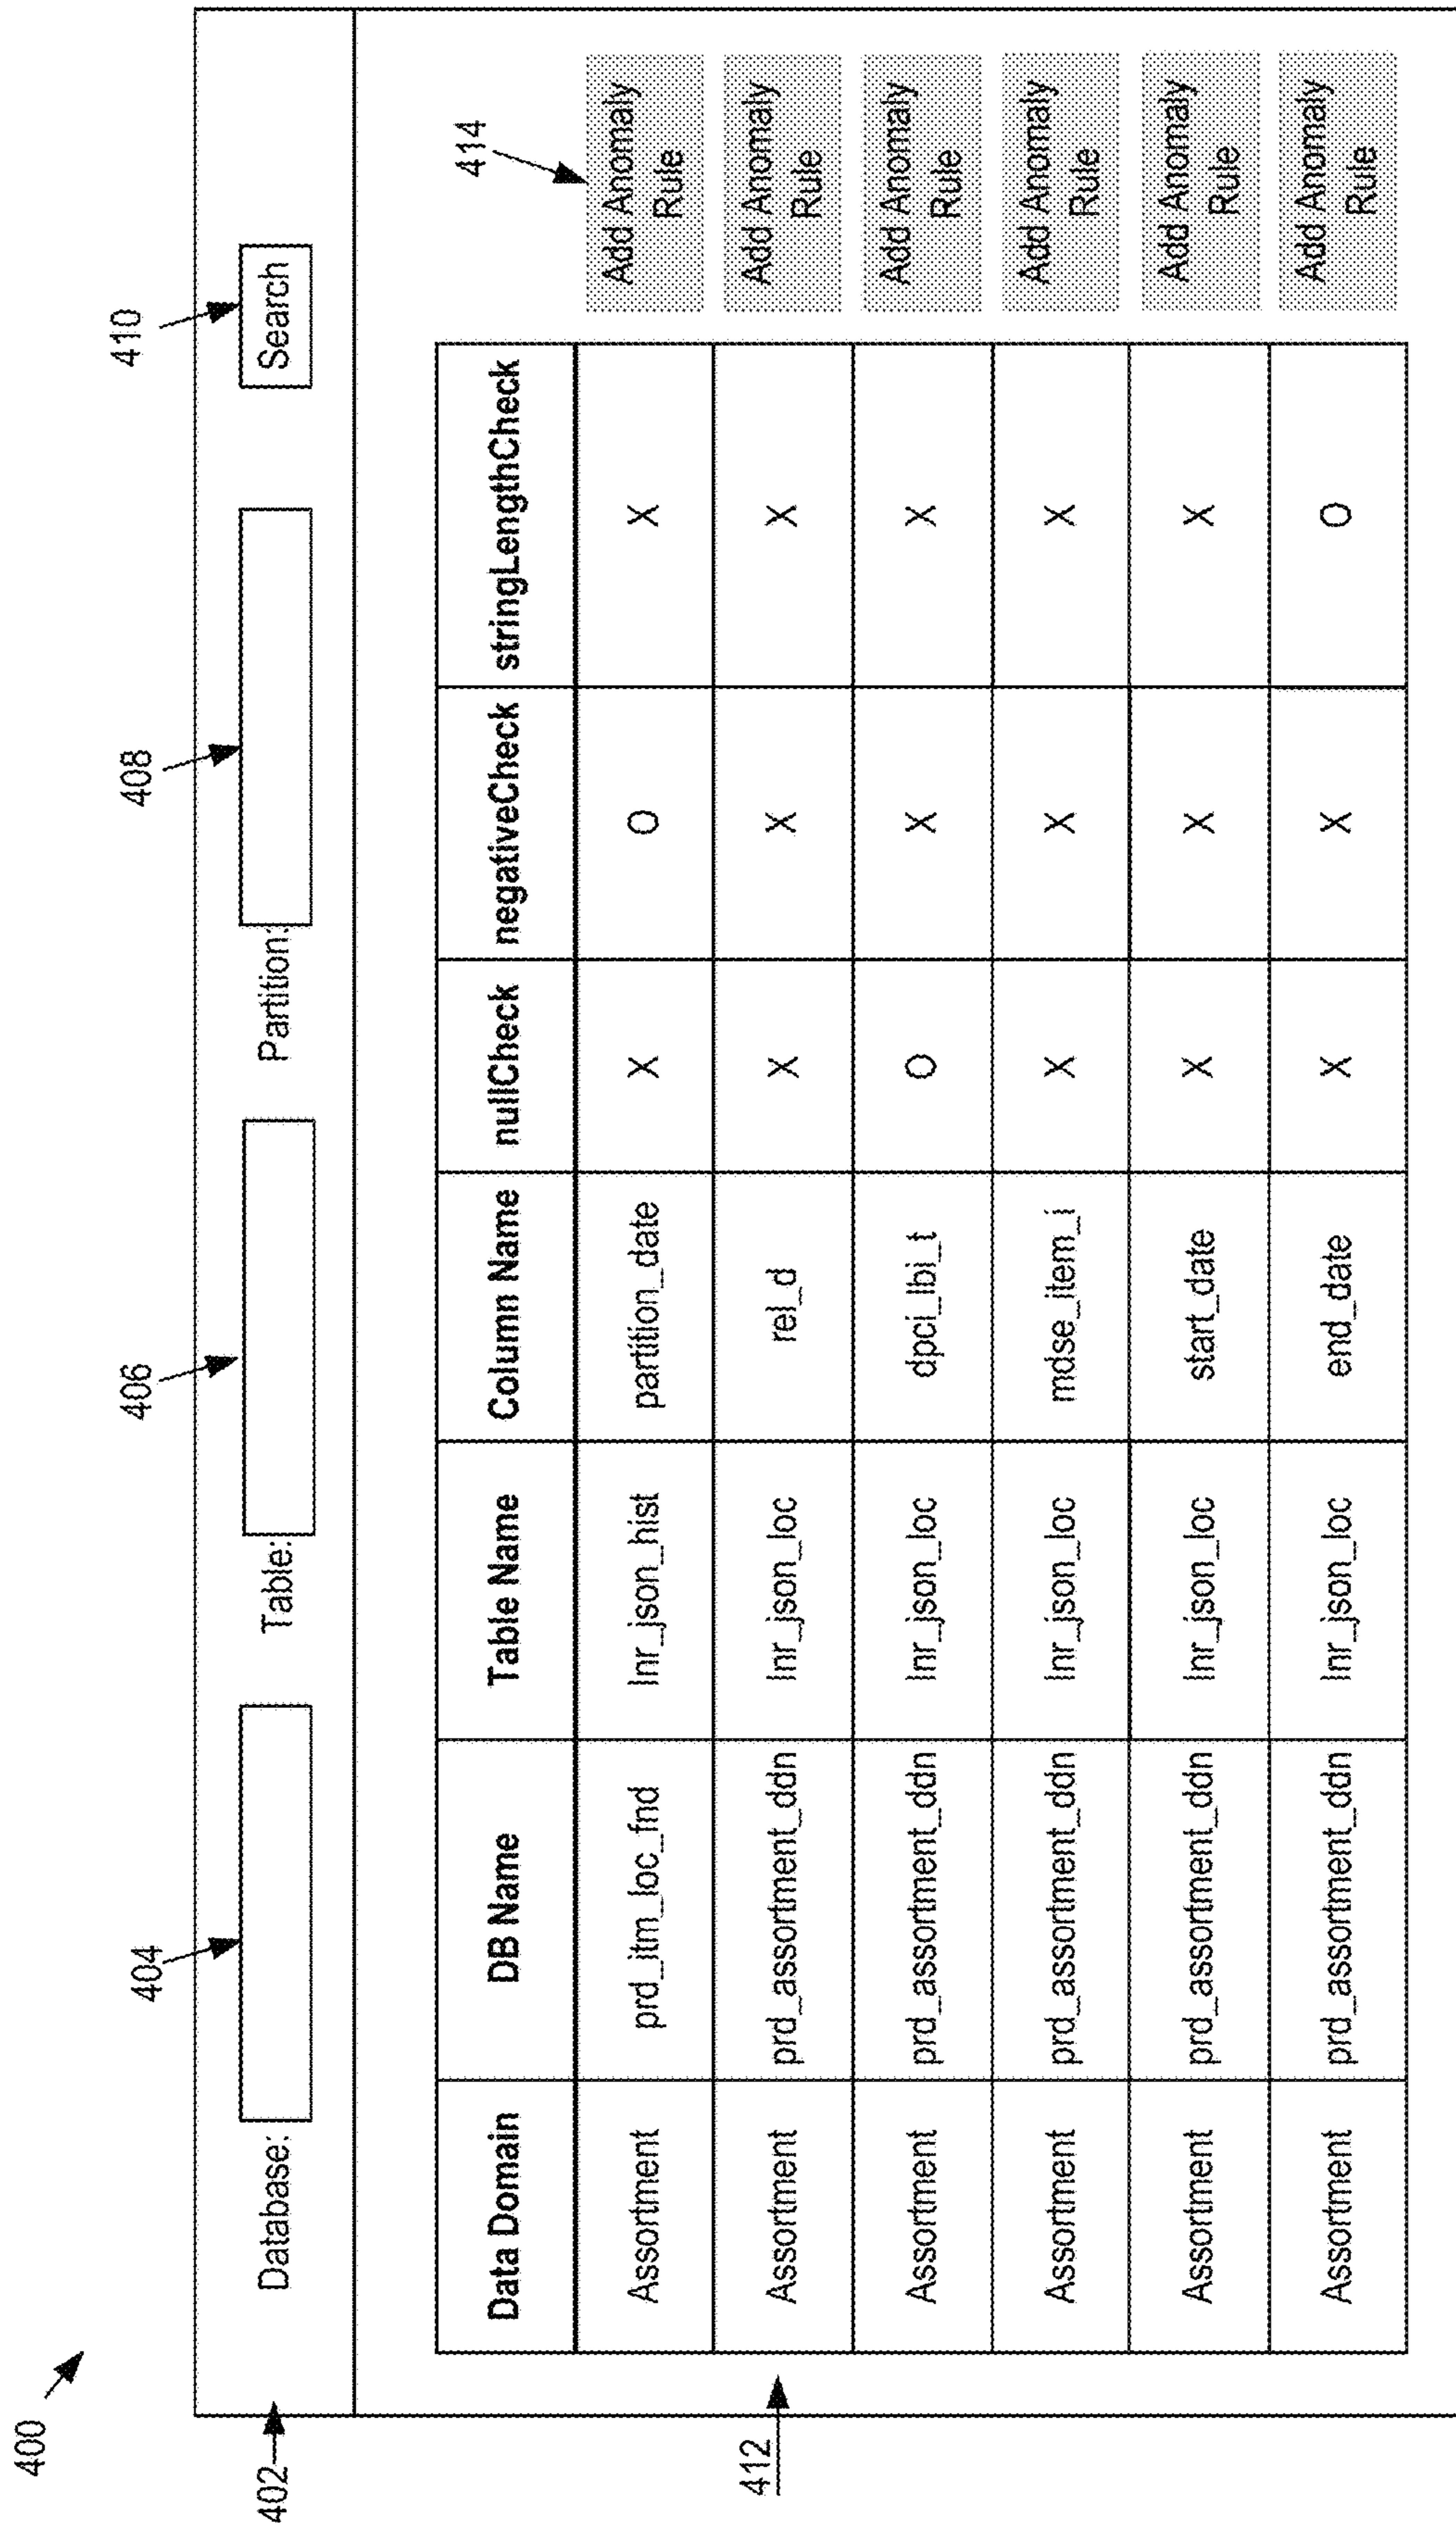 400
402
404
406
408
410
Database:
Table:
Partition:
Search
412
414
Data Domain DB Name Table Name Column Name nullCheck negativeCheck stringLengthCheck
Assortment prd_itm_loc_fnd lnr_json_hist partition_date X O X Add Anomaly Rule
Assortment prd_assortment_ddn lnr_json_loc rel_d X X X Add Anomaly Rule
Assortment prd_assortment_ddn lnr_json_loc dpci_lbi_t O X X Add Anomaly Rule
Assortment prd_assortment_ddn lnr_json_loc mdse_item_i X X X Add Anomaly Rule
Assortment prd_assortment_ddn lnr_json_loc start_date X X X Add Anomaly Rule
Assortment prd_assortment_ddn lnr_json_loc end_date X X O Add Anomaly Rule